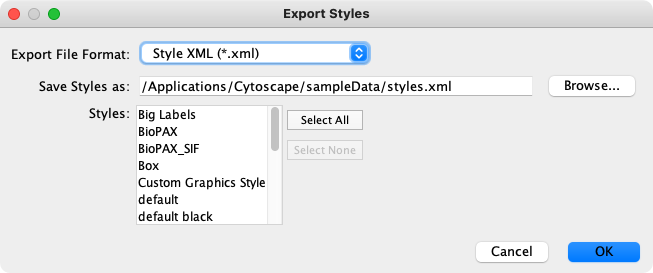 Export Styles
Export File Format: Style XML (*.xml)
Save Styles as: /Applications/Cytoscape/sampleData/styles.xml Browse...
Styles:
Big Labels
BioPAX
BioPAX_SIF
Box
Custom Graphics Style
default
default black
Select All
Select None
Cancel OK